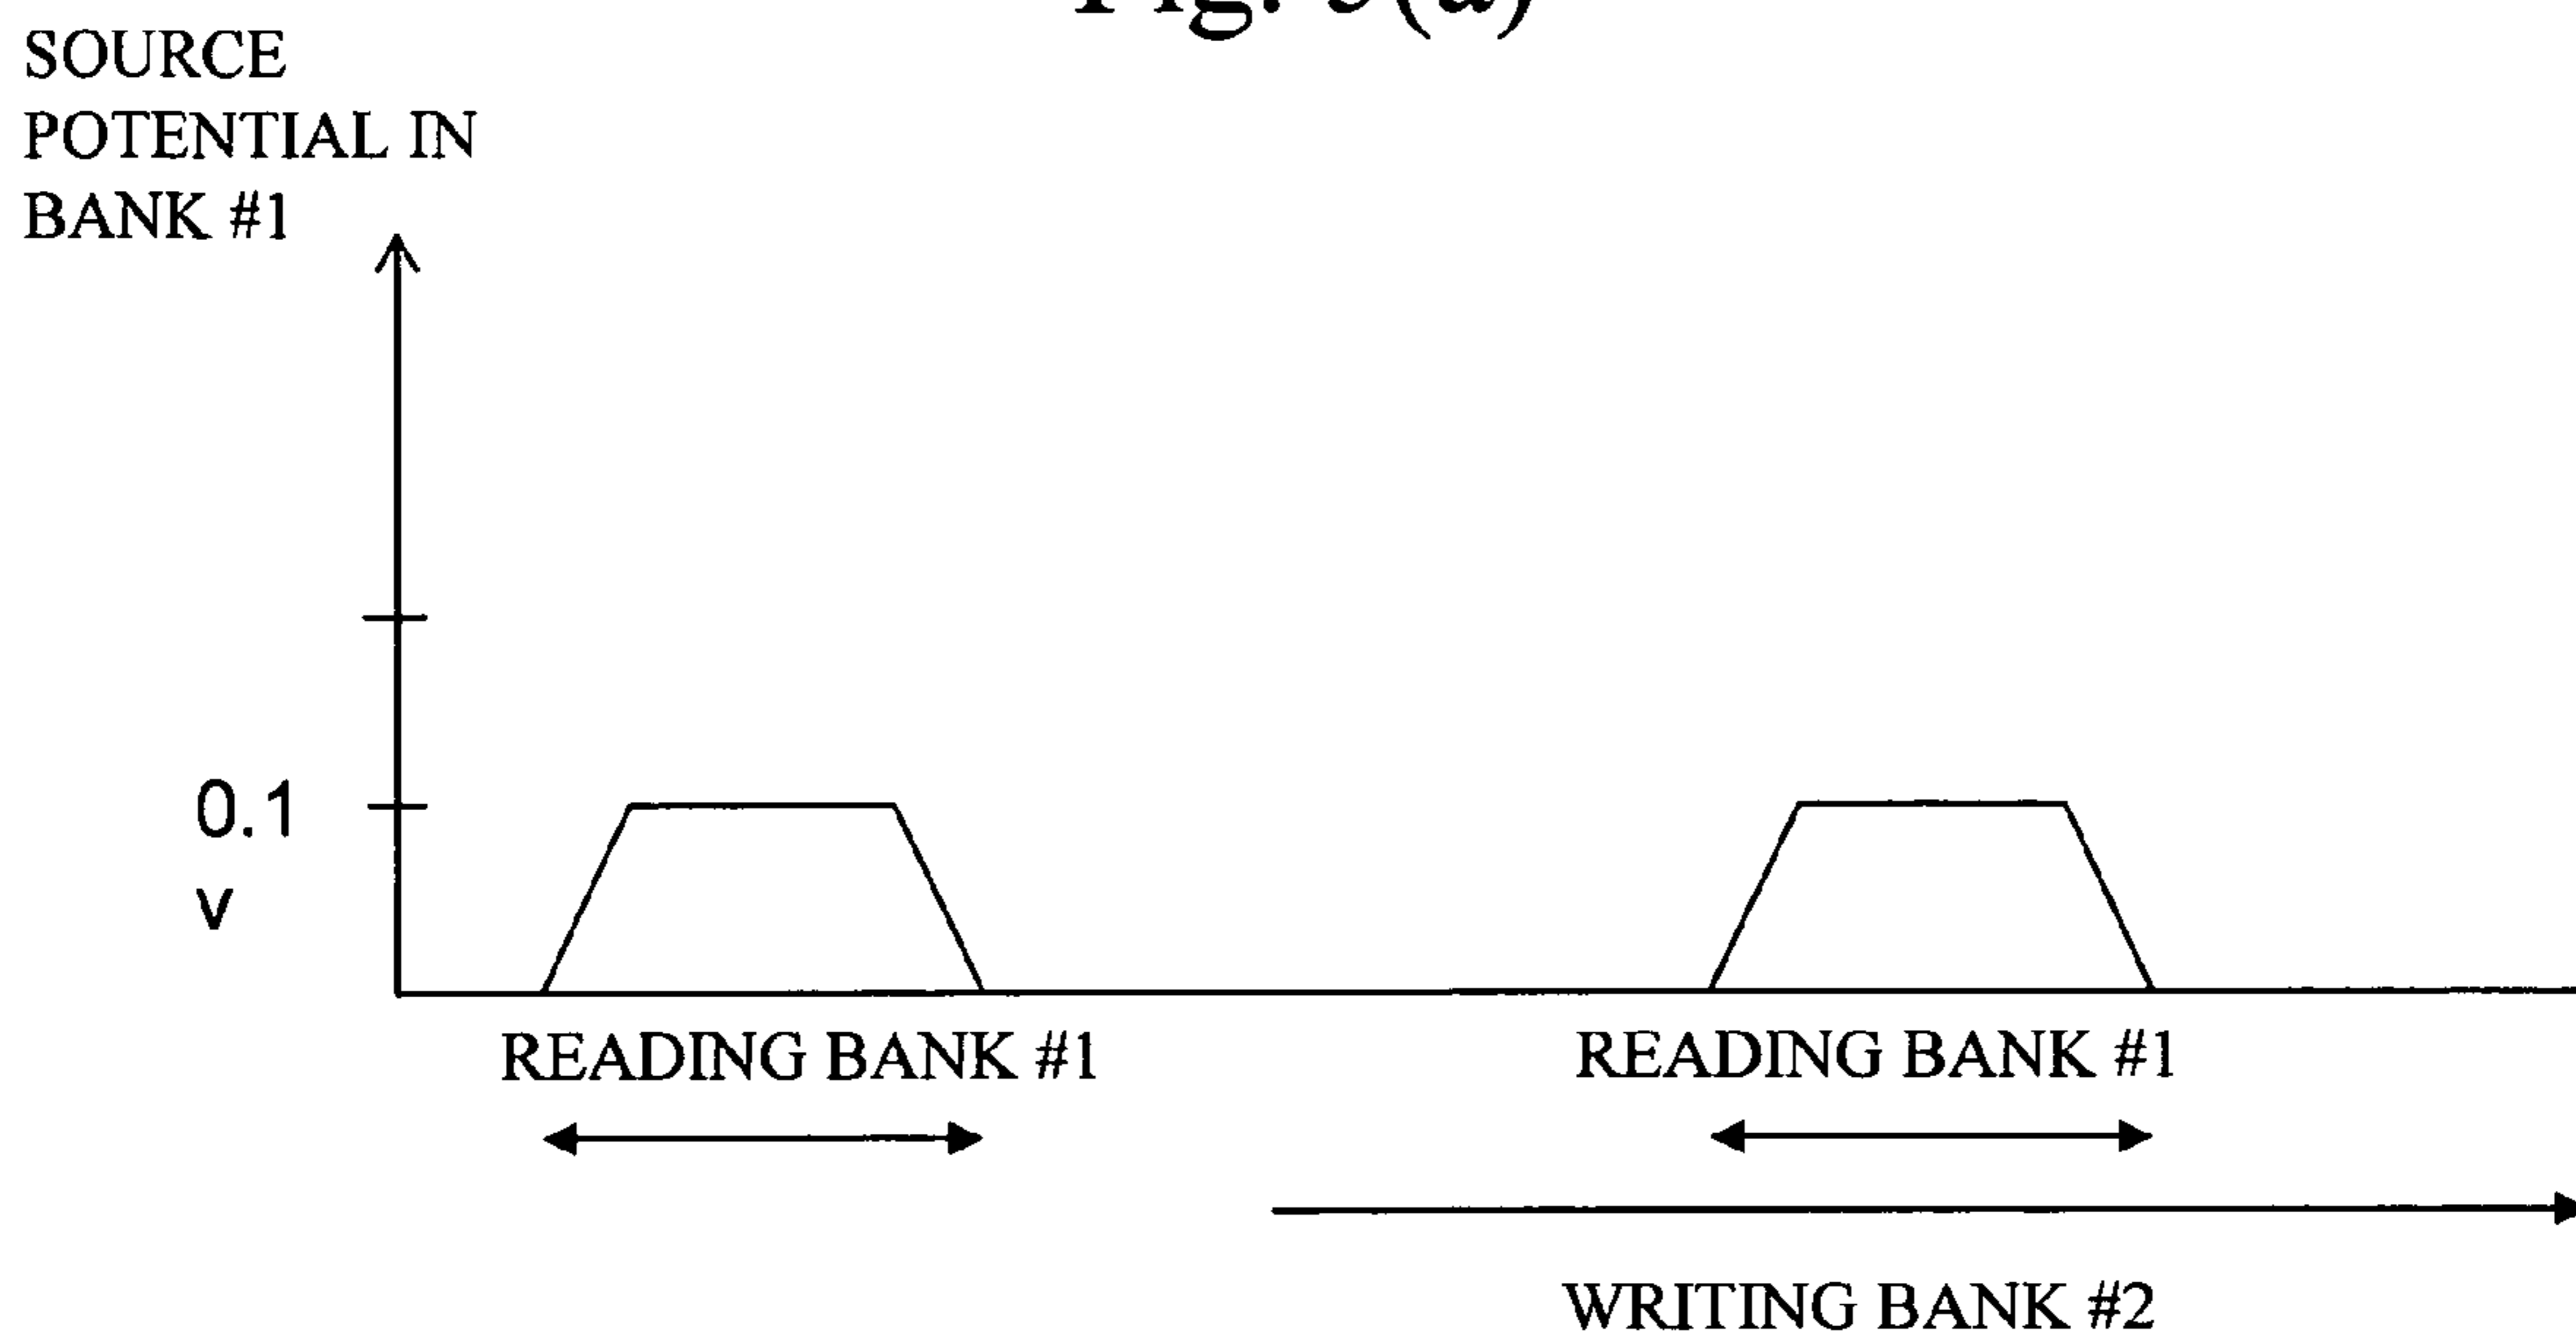 SOURCE
POTENTIAL IN
BANK #1
0.1
v
READING BANK #1
READING BANK #1
WRITING BANK #2